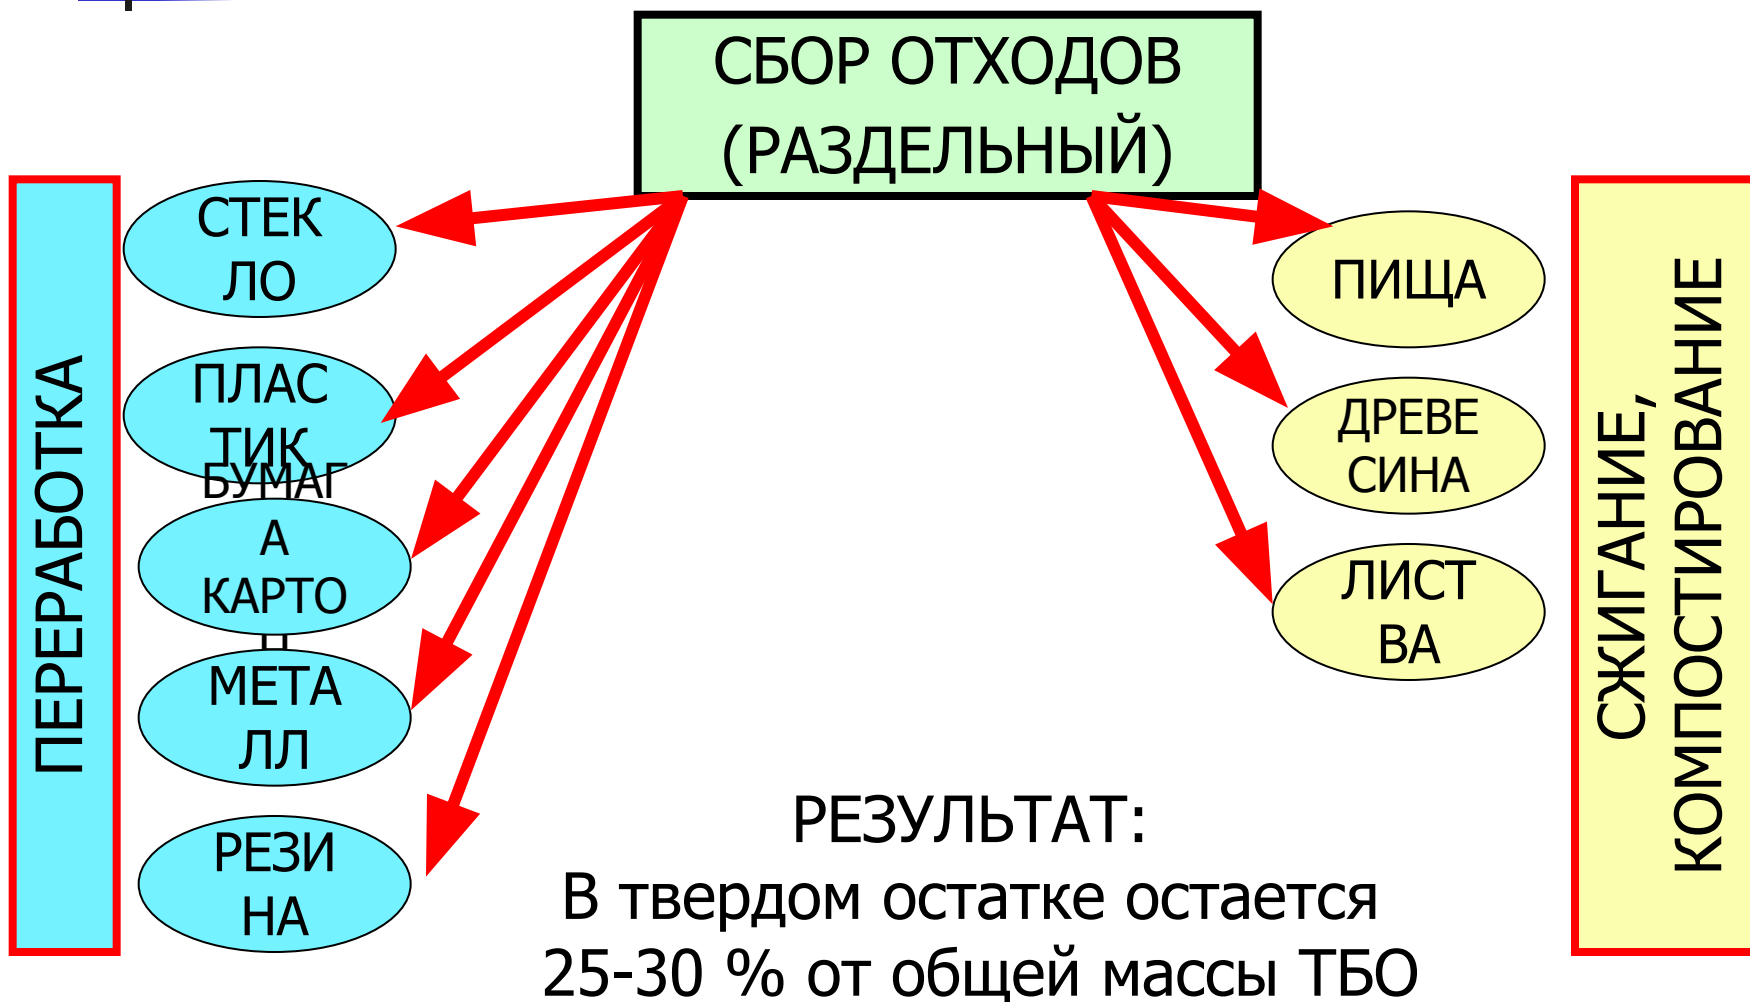 СБОР ОТХОДОВ
(РАЗДЕЛЬНЫЙ)
ПЕРЕРАБОТКА
СТЕК
ЛО
ПЛАС
ТИК
БУМАГ
А
КАРТО
Н
МЕТА
ЛЛ
РЕЗИ
НА
ПИЩА
ДРЕВЕ
СИНА
ЛИСТ
ВА
СЖИГАНИЕ,
КОМПОСТИРОВАНИЕ
РЕЗУЛЬТАТ:
В твердом остатке остается
25-30 % от общей массы ТБО